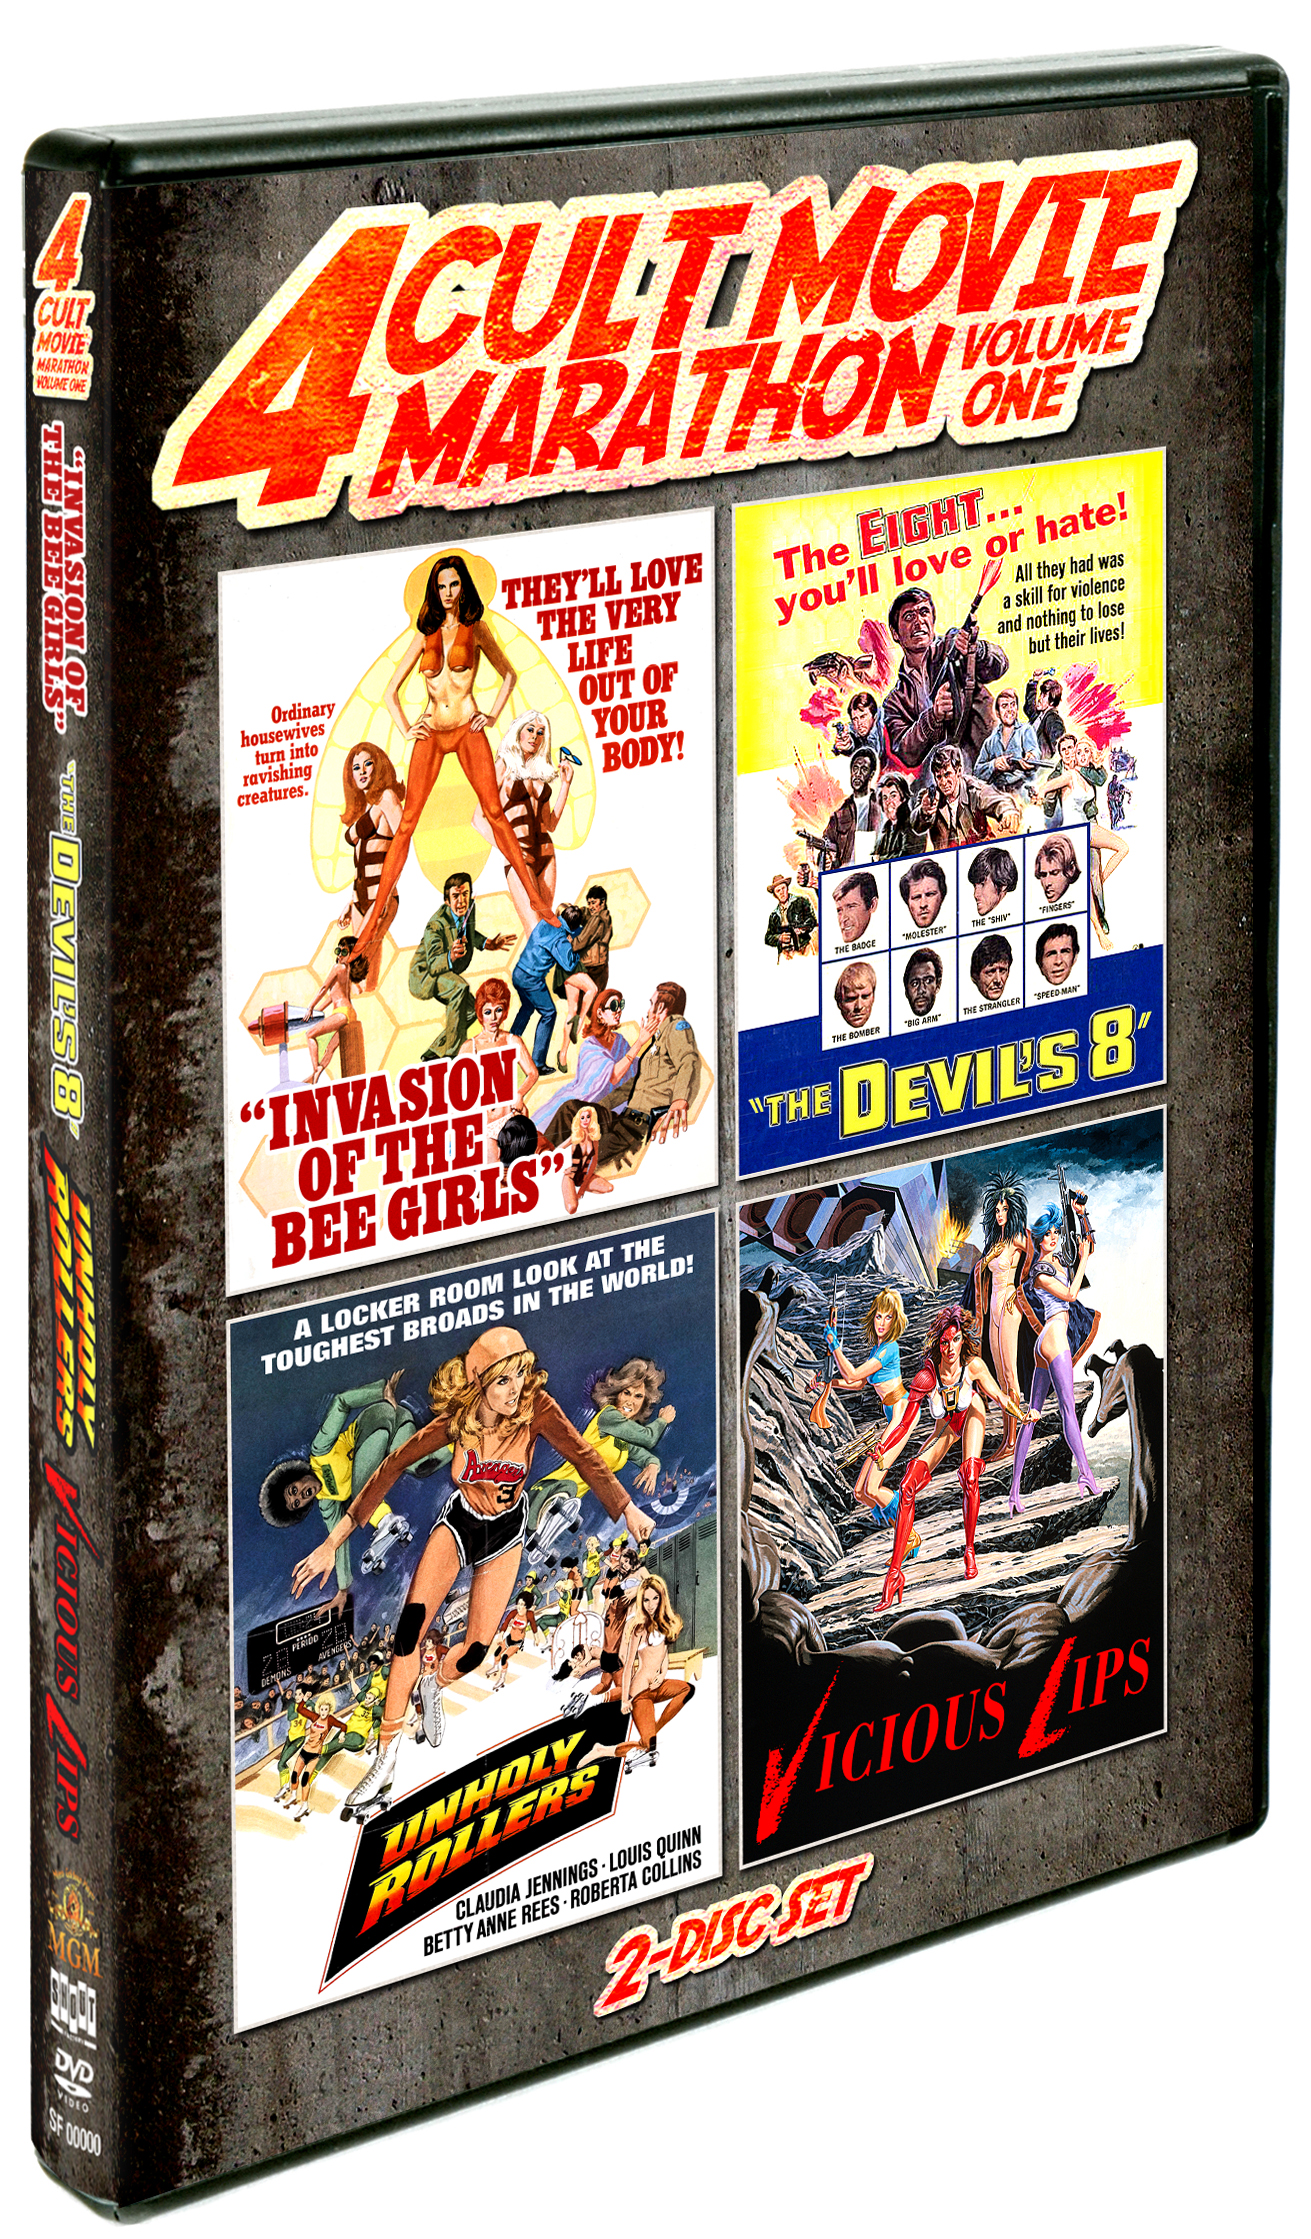 4 CULT MOVIE
MARATHON
VOLUME
ONE
THEY'LL LOVE
THE VERY
LIFE
OUT OF
YOUR
BODY!
Ordinary
housewives
turn into
ravishing
creatures.
"INVASION
OF THE
BEE GIRLS"
The EIGHT...
you'll love or hate!
All they had was
a skill for violence
and nothing to lose
but their lives!
THE BADGE
"MOLESTER"
THE "SHIV"
"FINGERS"
THE BOMBER
"BIG ARM"
THE STRANGLER
"SPEED-MAN"
"THE DEVIL'S 8"
A LOCKER ROOM LOOK AT THE
TOUGHEST BROADS IN THE WORLD!
Avengers
3
PERIOD
DEMONS
AVENGERS
UNHOLY
ROLLERS
CLAUDIA JENNINGS · LOUIS QUINN
BETTY ANNE REES · ROBERTA COLLINS
VICIOUS LIPS
2-DISC SET
4
CULT
MOVIE
MARATHON
VOLUME ONE
"INVASION OF
THE BEE GIRLS"
"THE DEVIL'S 8"
UNHOLY
ROLLERS
VICIOUS LIPS
MGM
SHOUT
FACTORY
DVD
VIDEO
SF 00000